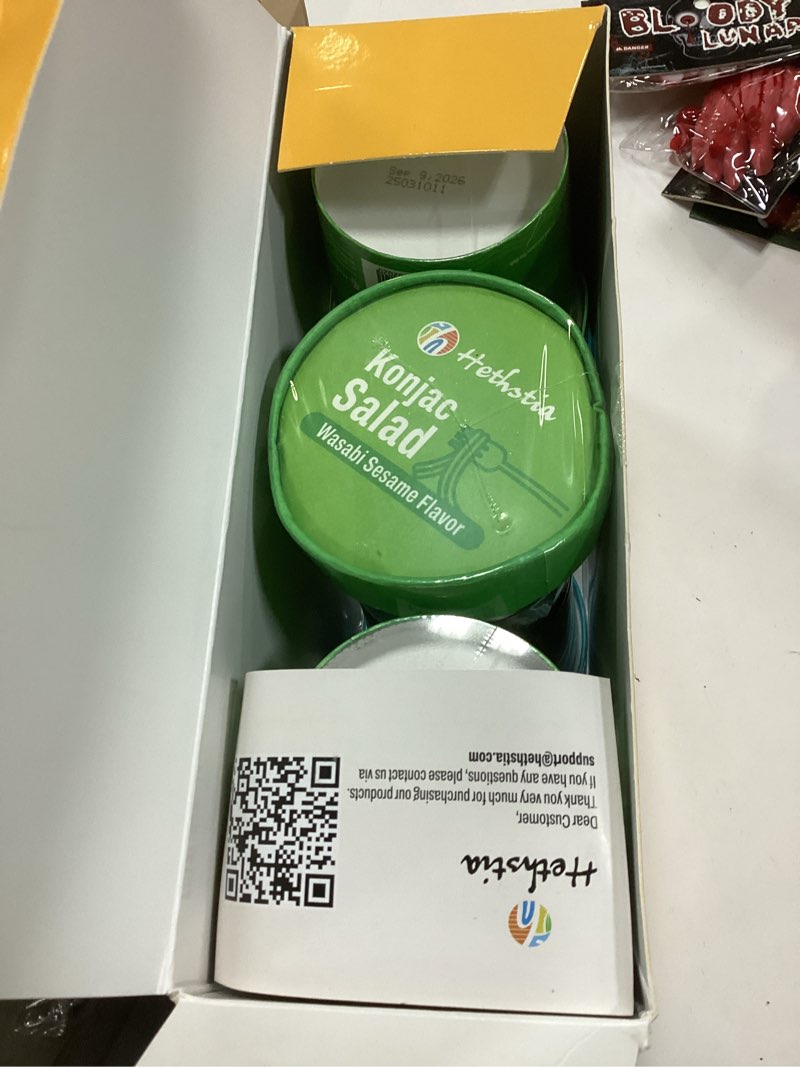 BLOODY
LUNAR
DANGER
Sep 9, 2026
25031011
Hethstia
Konjac
Salad
Wasabi Sesame Flavor
Hethstia
Dear Customer,
Thank you very much for purchasing our products.
If you have any questions, please contact us via
support@hethstia.com